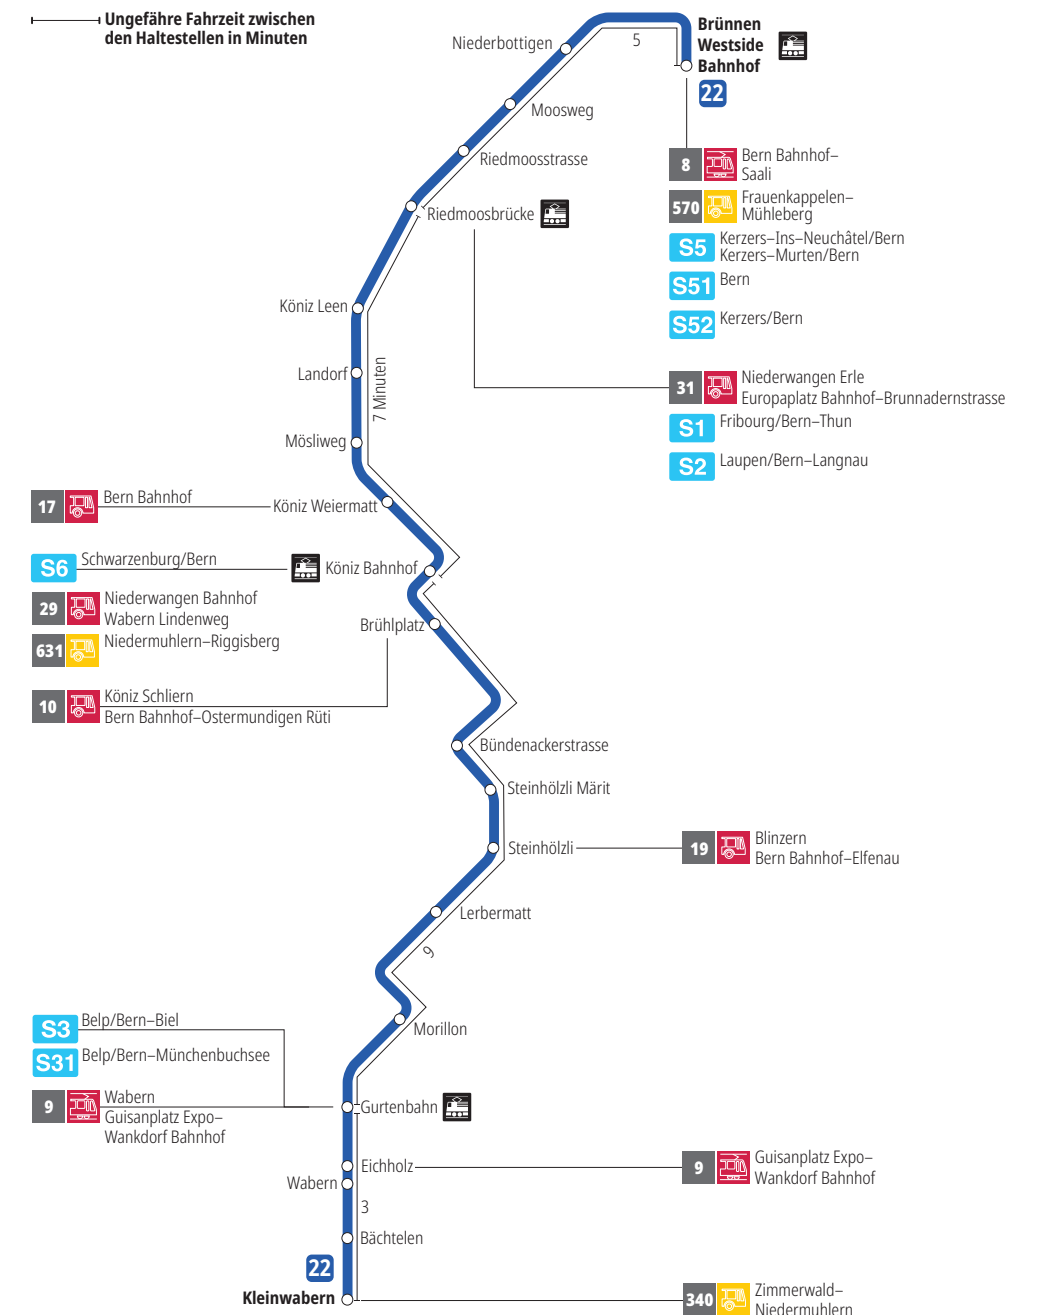 Ungefähre Fahrzeit zwischen
den Haltestellen in Minuten
Brünnen
Westside
Bahnhof
22
5
Niederbottigen
Moosweg
Riedmoosstrasse
Riedmoosbrücke
8
Bern Bahnhof–
Saali
570
Frauenkappelen–
Mühleberg
S5
Kerzers–Ins–Neuchâtel/Bern
Kerzers–Murten/Bern
S51
Bern
S52
Kerzers/Bern
31
Niederwangen Erle
Europaplatz Bahnhof–Brunnadernstrasse
S1
Fribourg/Bern–Thun
S2
Laupen/Bern–Langnau
Köniz Leen
Landorf
7 Minuten
Mösliweg
17
Bern Bahnhof
Köniz Weiermatt
S6
Schwarzenburg/Bern
Köniz Bahnhof
29
Niederwangen Bahnhof
Wabern Lindenweg
631
Niedermuhlern–Riggisberg
Brühlplatz
10
Köniz Schliern
Bern Bahnhof–Ostermundigen Rüti
Bündenackerstrasse
Steinhölzli Märit
Steinhölzli
19
Blinzern
Bern Bahnhof–Elfenau
Lerbermatt
9
Morillon
S3
Belp/Bern–Biel
S31
Belp/Bern–Münchenbuchsee
9
Wabern
Guisanplatz Expo–
Wankdorf Bahnhof
Gurtenbahn
Eichholz
9
Guisanplatz Expo–
Wankdorf Bahnhof
Wabern
3
Bächtelen
22
Kleinwabern
340
Zimmerwald–
Niedermuhlern